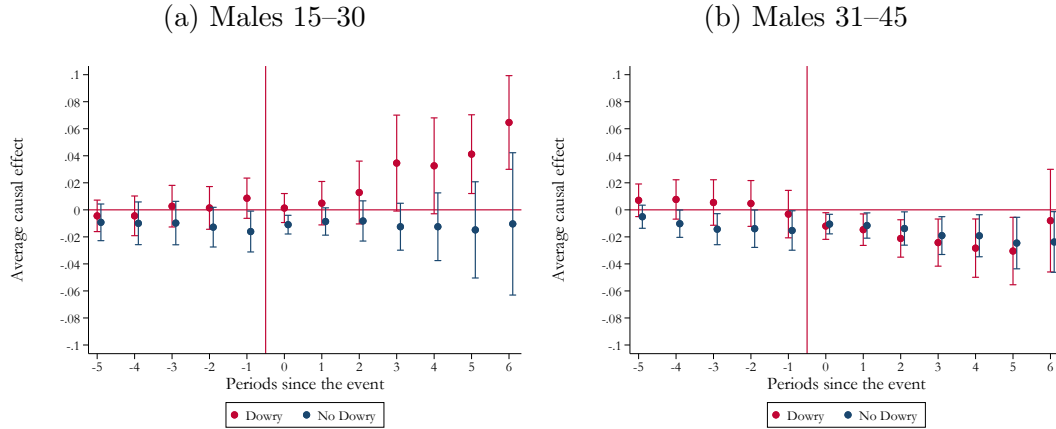 (a) Males 15–30
.1
.08
.06
.04
.02
0
-.02
-.04
-.06
-.08
-.1
Average causal effect
-5 -4 -3 -2 -1 0 1 2 3 4 5 6
Periods since the event
Dowry No Dowry
(b) Males 31–45
.1
.08
.06
.04
.02
0
-.02
-.04
-.06
-.08
-.1
Average causal effect
-5 -4 -3 -2 -1 0 1 2 3 4 5 6
Periods since the event
Dowry No Dowry